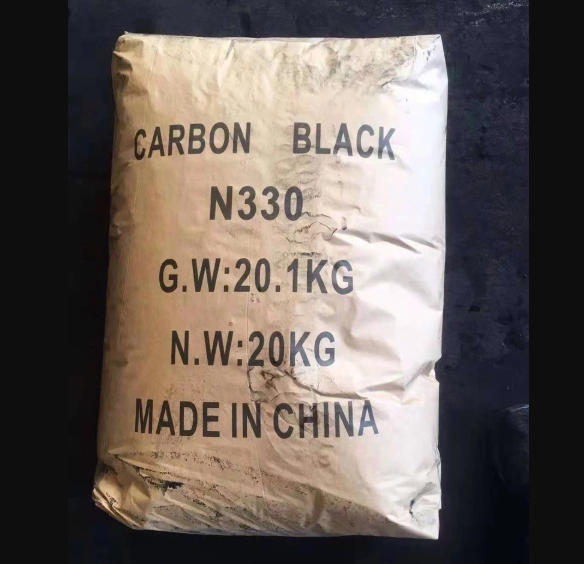 CARBON BLACK
N330
G.W:20.1KG
N.W:20KG
MADE IN CHINA